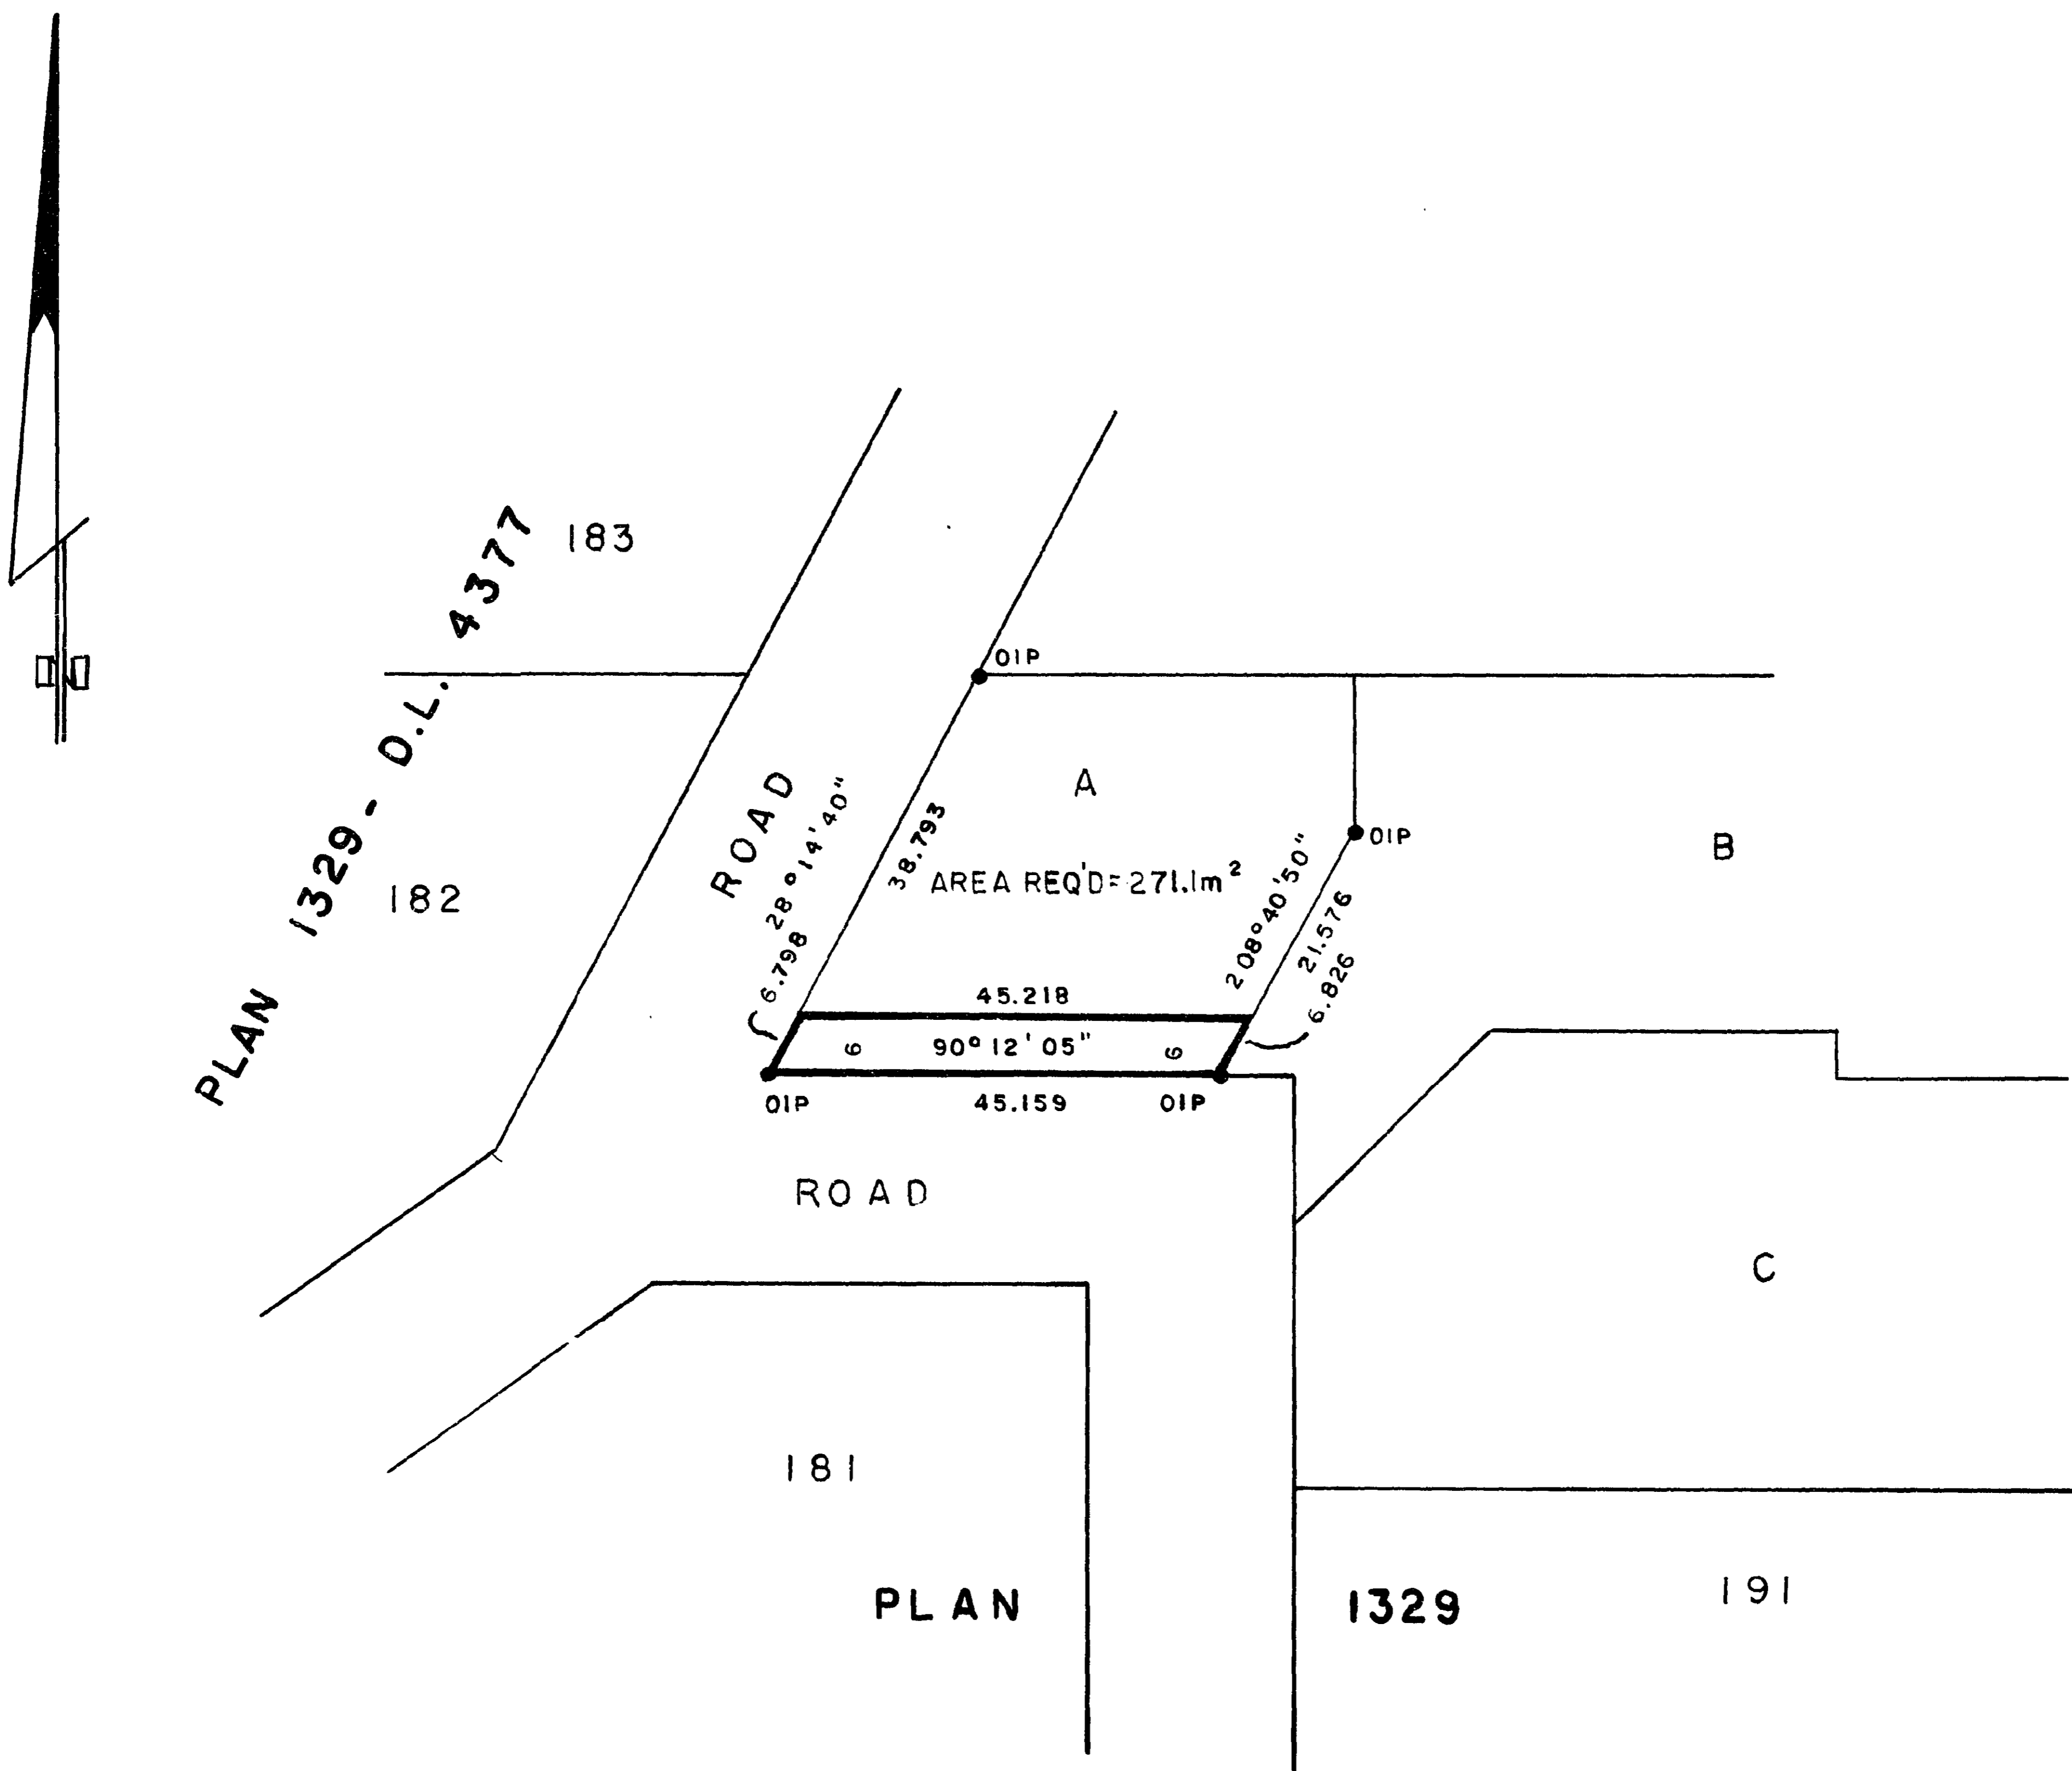 183
PLAN 1329 - D.L. 4377
OIP
A
ROAD
28°14'40"
38.793
OIP
B
182
AREA REQ'D = 271.1m²
208°40'50"
21.576
6.798
6.826
45.218
6 90°12'05" 6
OIP 45.159 OIP
ROAD
C
181
PLAN 1329
191